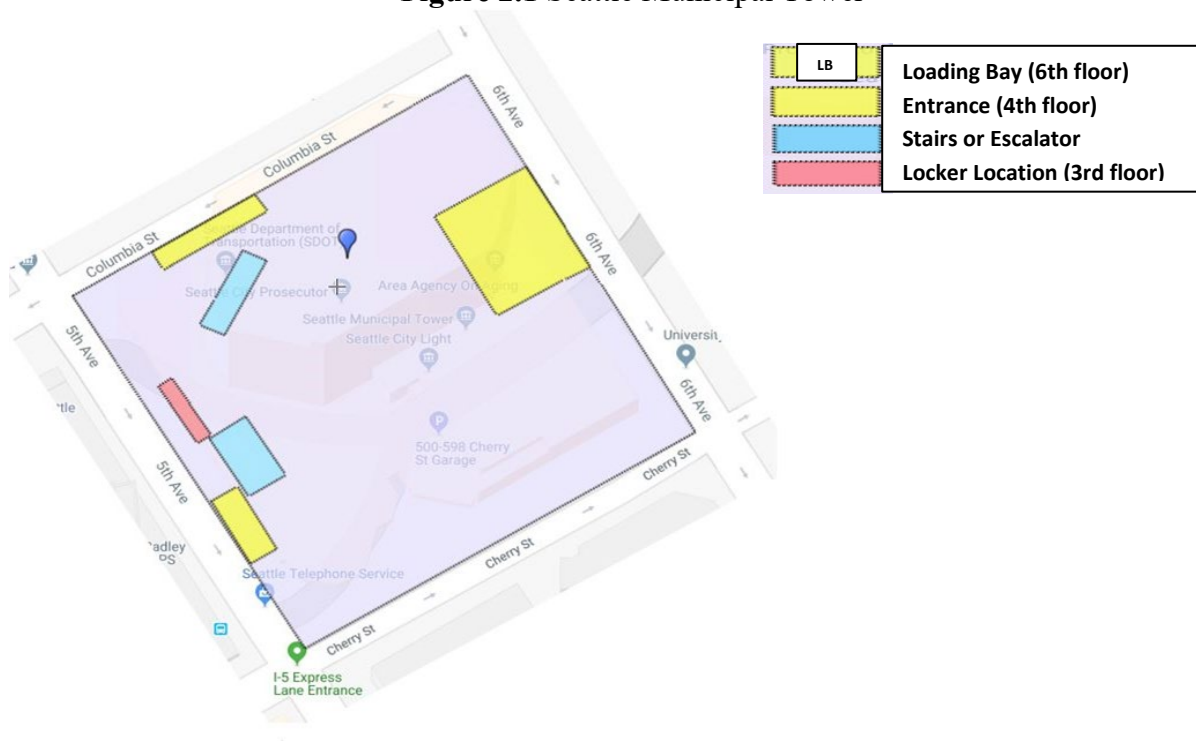 Figure 2.1 Seattle Municipal Tower
LB
Loading Bay (6th floor)
Entrance (4th floor)
Stairs or Escalator
Locker Location (3rd floor)
6th Ave
Columbia St
Columbia St
Seattle Department of
Transportation (SDOT)
Seattle City Prosecutor
Area Agency On Aging
6th Ave
Seattle Municipal Tower
Seattle City Light
Universit
5th Ave
6th Ave
500-598 Cherry
St Garage
Cherry St
5th Ave
Cherry St
Seattle Telephone Service
Cherry St
I-5 Express
Lane Entrance